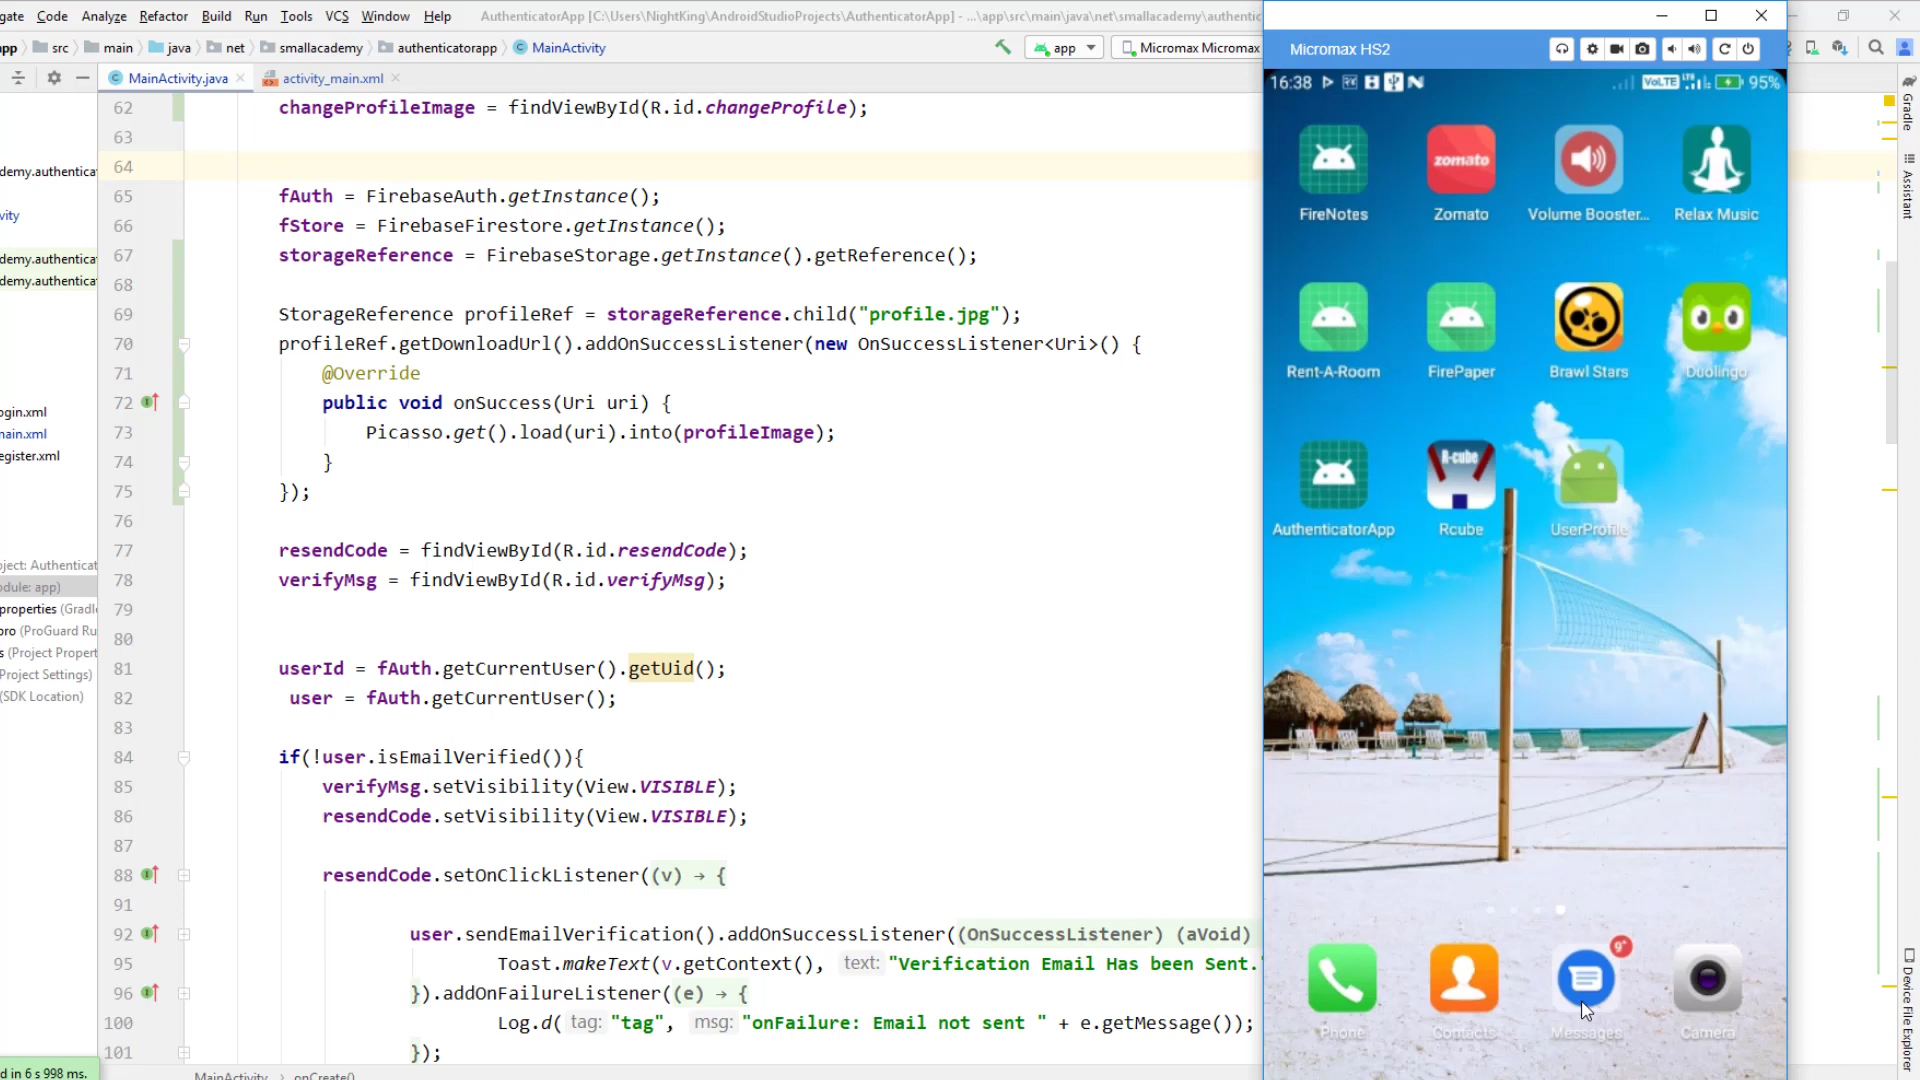 gate Code Analyze Refactor Build Run Tools VCS Window Help AuthenticatorApp [C:\Users\NightKing\AndroidStudioProjects\AuthenticatorApp] - ...\app\src\main\java\net\smallacademy\authentic
pp src main java net smallacademy authenticatorapp MainActivity app Micromax Micromax
MainActivity.java activity_main.xml
demy.authentica
vity
demy.authentica
demy.authentica
ogin.xml
main.xml
egister.xml
oject: Authenticat
odule: app)
properties (Gradle
pro (ProGuard Ru
s (Project Propert
Project Settings)
(SDK Location)
d in 6 s 998 ms.
62 changeProfileImage = findViewById(R.id.changeProfile);
63
64
65 fAuth = FirebaseAuth.getInstance();
66 fStore = FirebaseFirestore.getInstance();
67 storageReference = FirebaseStorage.getInstance().getReference();
68
69 StorageReference profileRef = storageReference.child("profile.jpg");
70 profileRef.getDownloadUrl().addOnSuccessListener(new OnSuccessListener<Uri>() {
71 @Override
72 public void onSuccess(Uri uri) {
73 Picasso.get().load(uri).into(profileImage);
74 }
75 });
76
77 resendCode = findViewById(R.id.resendCode);
78 verifyMsg = findViewById(R.id.verifyMsg);
79
80
81 userId = fAuth.getCurrentUser().getUid();
82 user = fAuth.getCurrentUser();
83
84 if(!user.isEmailVerified()){
85 verifyMsg.setVisibility(View.VISIBLE);
86 resendCode.setVisibility(View.VISIBLE);
87
88 resendCode.setOnClickListener((v) → {
91
92 user.sendEmailVerification().addOnSuccessListener((OnSuccessListener) (aVoid)
95 Toast.makeText(v.getContext(), text: "Verification Email Has been Sent."
96 }).addOnFailureListener((e) → {
100 Log.d( tag: "tag", msg: "onFailure: Email not sent " + e.getMessage());
101 });
MainActivity > onCreate()
Micromax HS2
16:38 VoLTE LTE 95%
FireNotes Zomato Volume Booster... Relax Music
zomato
Rent-A-Room FirePaper Brawl Stars Duolingo
R-cube
AuthenticatorApp Rcube UserProfile
9+
Phone Contacts Messages Camera
Gradle
Assistant
Device File Explorer